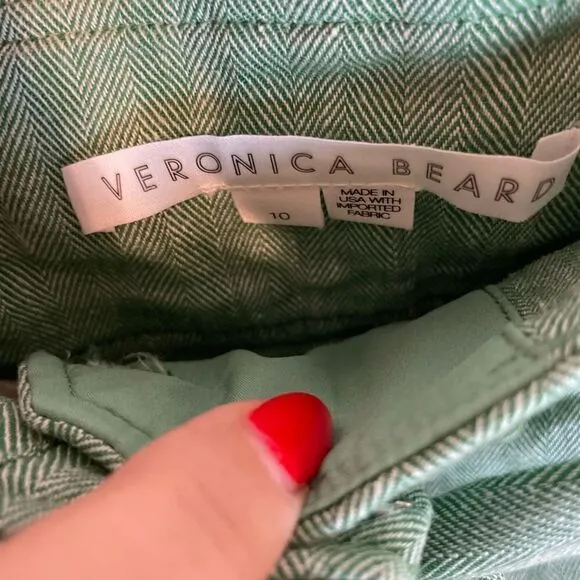 VERONICA BEARD
10
MADE IN
USA WITH
IMPORTED
FABRIC